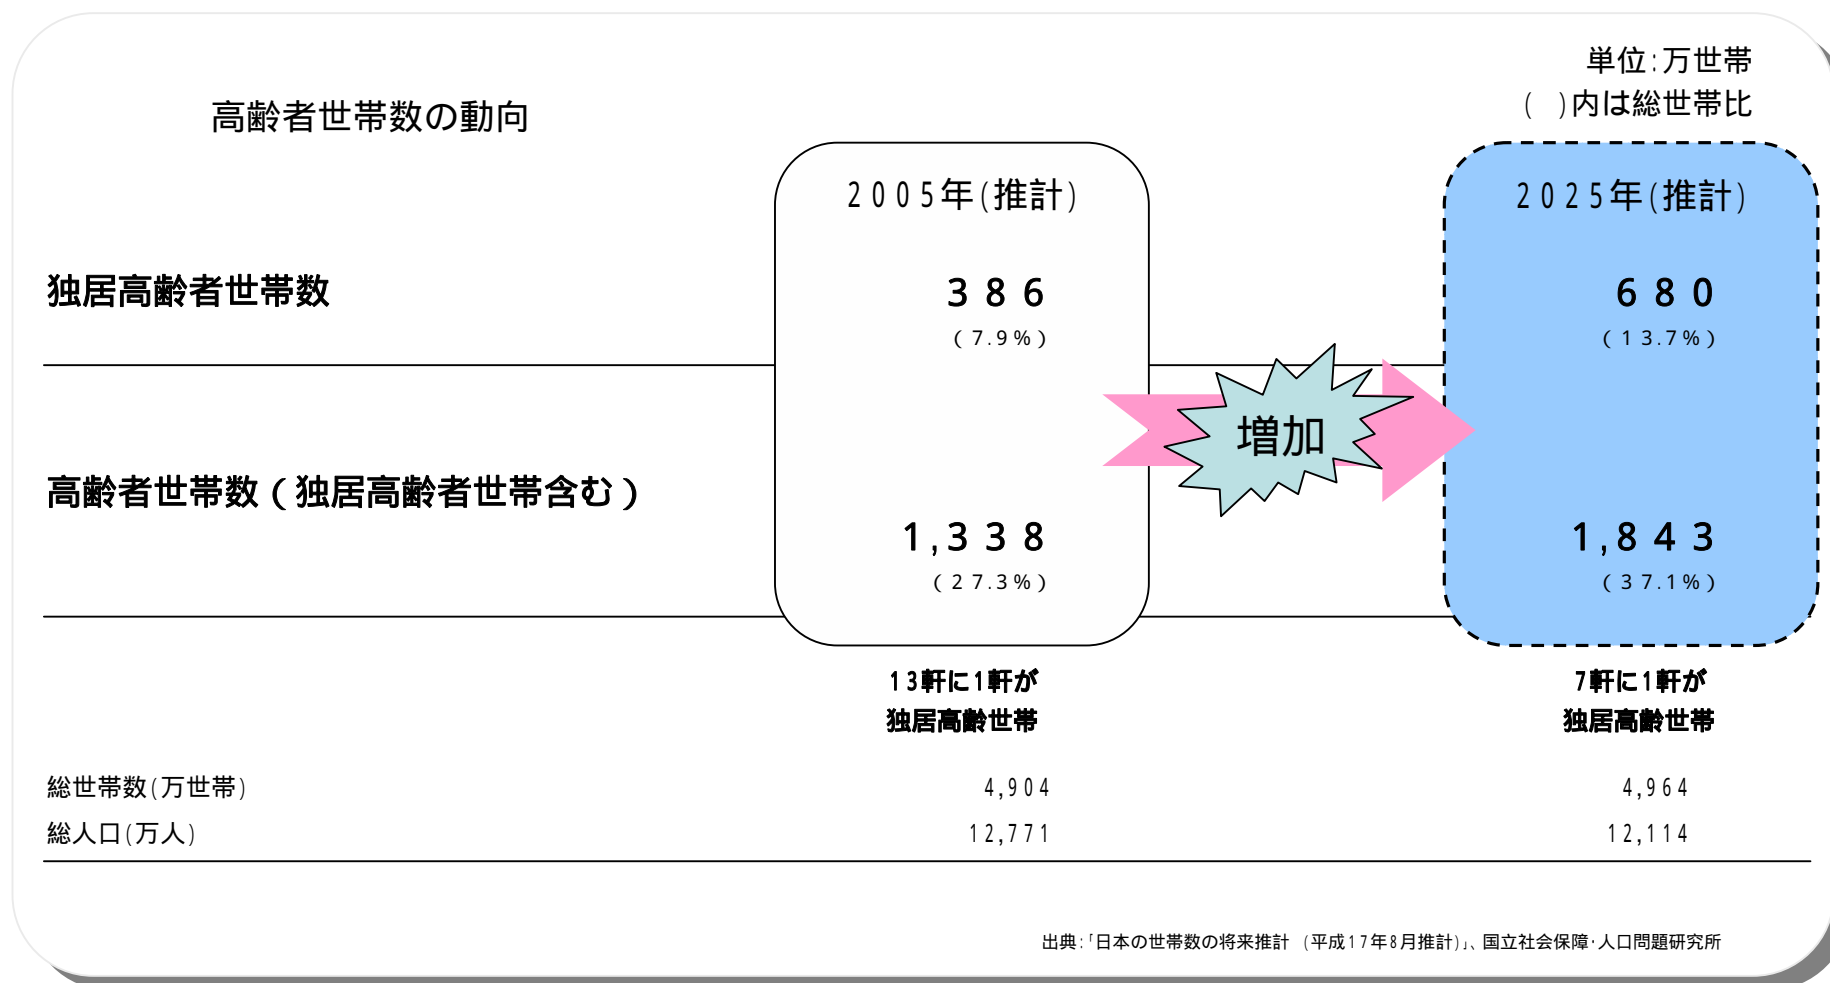 単位:万世帯
(　)内は総世帯比
高齢者世帯数の動向
2005年(推計)
2025年(推計)
独居高齢者世帯数
386
680
(7.9%)
(13.7%)
増加
高齢者世帯数(独居高齢者世帯含む)
1,338
1,843
(27.3%)
(37.1%)
13軒に1軒が
独居高齢世帯
7軒に1軒が
独居高齢世帯
総世帯数(万世帯) 4,904 4,964
総人口(万人) 12,771 12,114
出典:「日本の世帯数の将来推計 (平成17年8月推計)」、国立社会保障・人口問題研究所